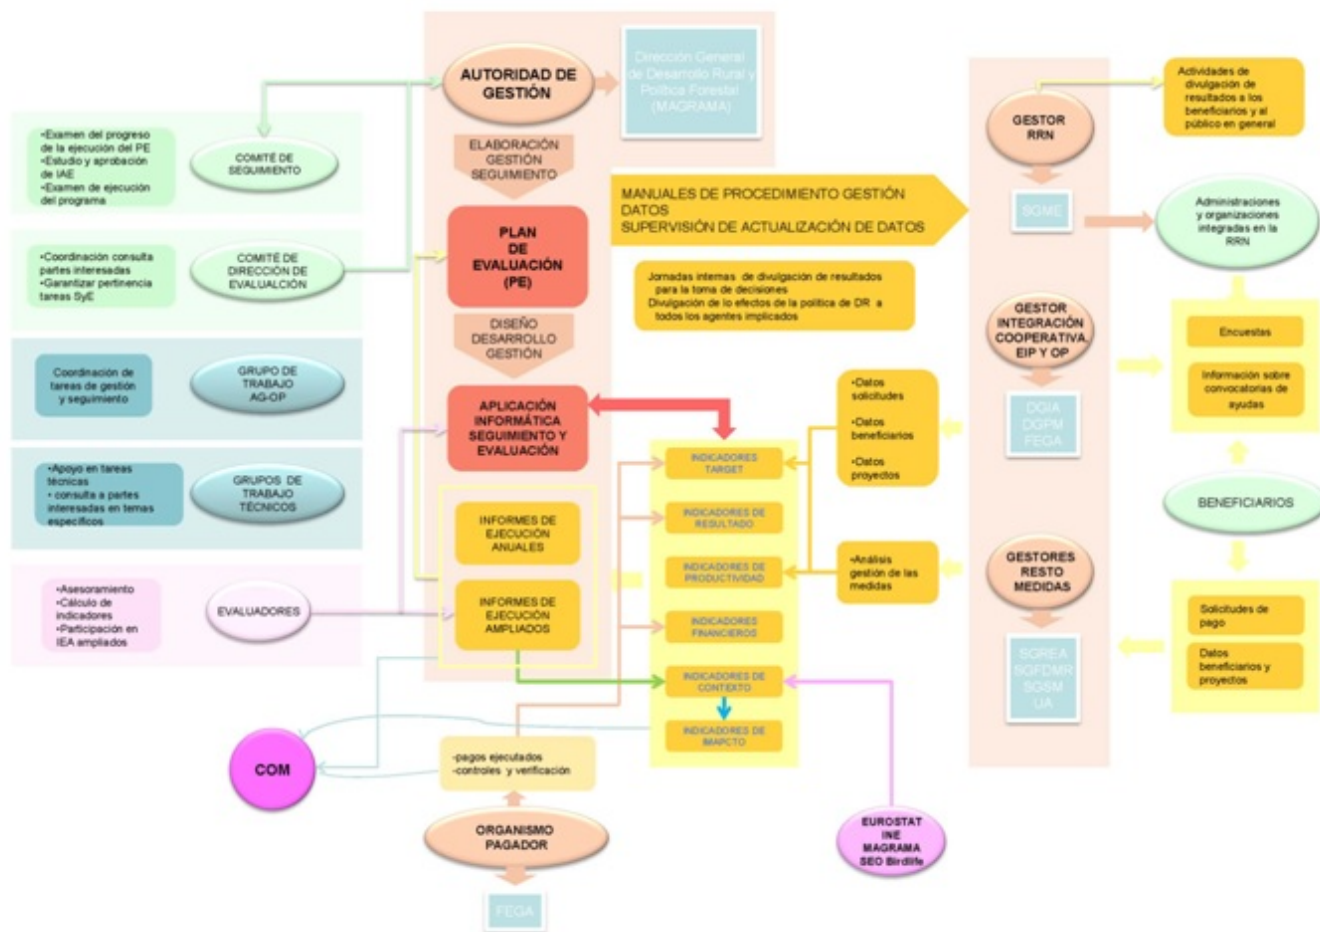 AUTORIDAD DE
GESTIÓN
Dirección General
de Desarrollo Rural y
Política Forestal
(MAGRAMA)
ELABORACIÓN
GESTIÓN
SEGUIMIENTO
PLAN
DE
EVALUACIÓN
(PE)
DISEÑO
DESARROLLO
GESTIÓN
APLICACIÓN
INFORMÁTICA
SEGUIMIENTO Y
EVALUACIÓN
INFORMES DE
EJECUCIÓN
ANUALES
INFORMES DE
EJECUCIÓN
AMPLIADOS
•Examen del progreso
de la ejecución del PE
•Estudio y aprobación
de IAE
•Examen de ejecución
del programa
COMITÉ DE
SEGUIMIENTO
•Coordinación consulta
partes interesadas
•Garantizar pertinencia
tareas SyE
COMITÉ DE
DIRECCIÓN DE
EVALUALCIÓN
Coordinación de
tareas de gestión
y seguimiento
GRUPO DE
TRABAJO
AG-OP
•Apoyo en tareas
técnicas
• consulta a partes
interesadas en temas
específicos
GRUPOS DE
TRABAJO
TÉCNICOS
•Asesoramiento
•Cálculo de
indicadores
•Participación en
IEA ampliados
EVALUADORES
MANUALES DE PROCEDIMIENTO GESTIÓN
DATOS
SUPERVISIÓN DE ACTUALIZACIÓN DE DATOS
Jornadas internas de divulgación de resultados
para la toma de decisiones
Divulgación de lo efectos de la política de DR a
todos los agentes implicados
•Datos
solicitudes
•Datos
beneficiarios
•Datos
proyectos
•Análisis
gestión de las
medidas
INDICADORES
TARGET
INDICADORES DE
RESULTADO
INDICADORES
DE PRODUCTIVIDAD
INDICADORES
FINANCIEROS
INDICADORES DE
CONTEXTO
INDICADORES DE
IMAPCTO
GESTOR
RRN
SGME
GESTOR
INTEGRACIÓN
COOPERATIVA,
EIP Y OP
DGIA
DGPM
FEGA
GESTORES
RESTO
MEDIDAS
SGREA
SGFDMR
SGSM
UA
Actividades de
divulgación de
resultados a los
beneficiarios y al
público en general
Administraciones
y organizaciones
integradas en la
RRN
Encuestas
Información sobre
convocatorias de
ayudas
BENEFICIARIOS
Solicitudes de
pago
Datos
beneficiarios y
proyectos
COM
-pagos ejecutados
-controles y verificación
ORGANISMO
PAGADOR
FEGA
EUROSTAT
INE
MAGRAMA
SEO Birdlife